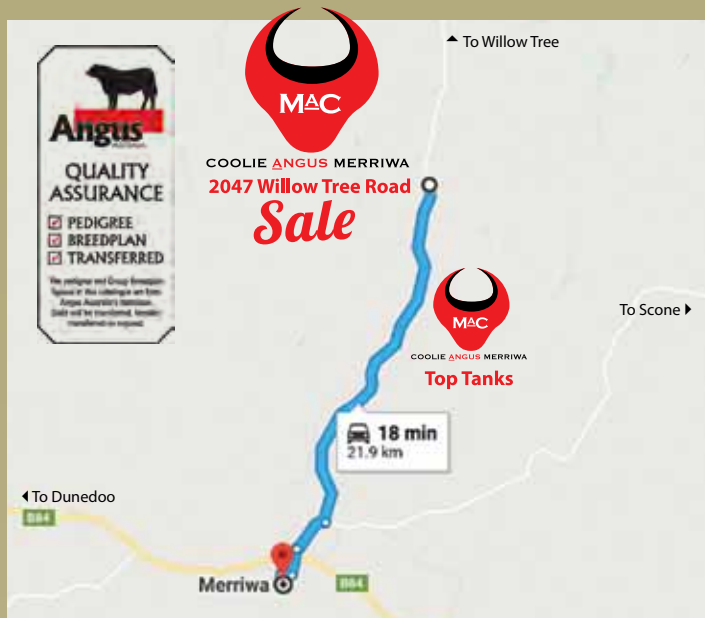 To Willow Tree
MAC
COOLIE ANGUS MERRIWA
2047 Willow Tree Road
Sale
Angus
QUALITY
ASSURANCE
PEDIGREE
BREEDPLAN
TRANSFERRED
MAC
COOLIE ANGUS MERRIWA
Top Tanks
To Scone
18 min
21.9 km
To Dunedoo
B84
Merriwa
B84